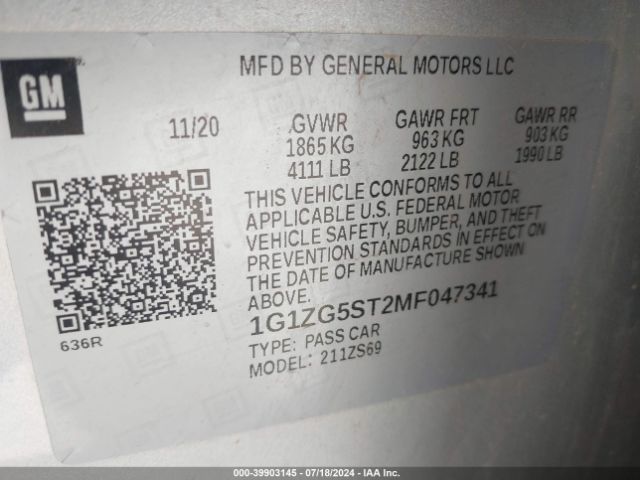 GM
MFD BY GENERAL MOTORS LLC
11/20 GVWR GAWR FRT GAWR RR
1865 KG 963 KG 903 KG
4111 LB 2122 LB 1990 LB
THIS VEHICLE CONFORMS TO ALL
APPLICABLE U.S. FEDERAL MOTOR
VEHICLE SAFETY, BUMPER, AND THEFT
PREVENTION STANDARDS IN EFFECT ON
THE DATE OF MANUFACTURE SHOWN
ABOVE.
1G1ZG5ST2MF047341
636R
TYPE: PASS CAR
MODEL: 211ZS69
000-39903145 - 07/18/2024 - IAA Inc.